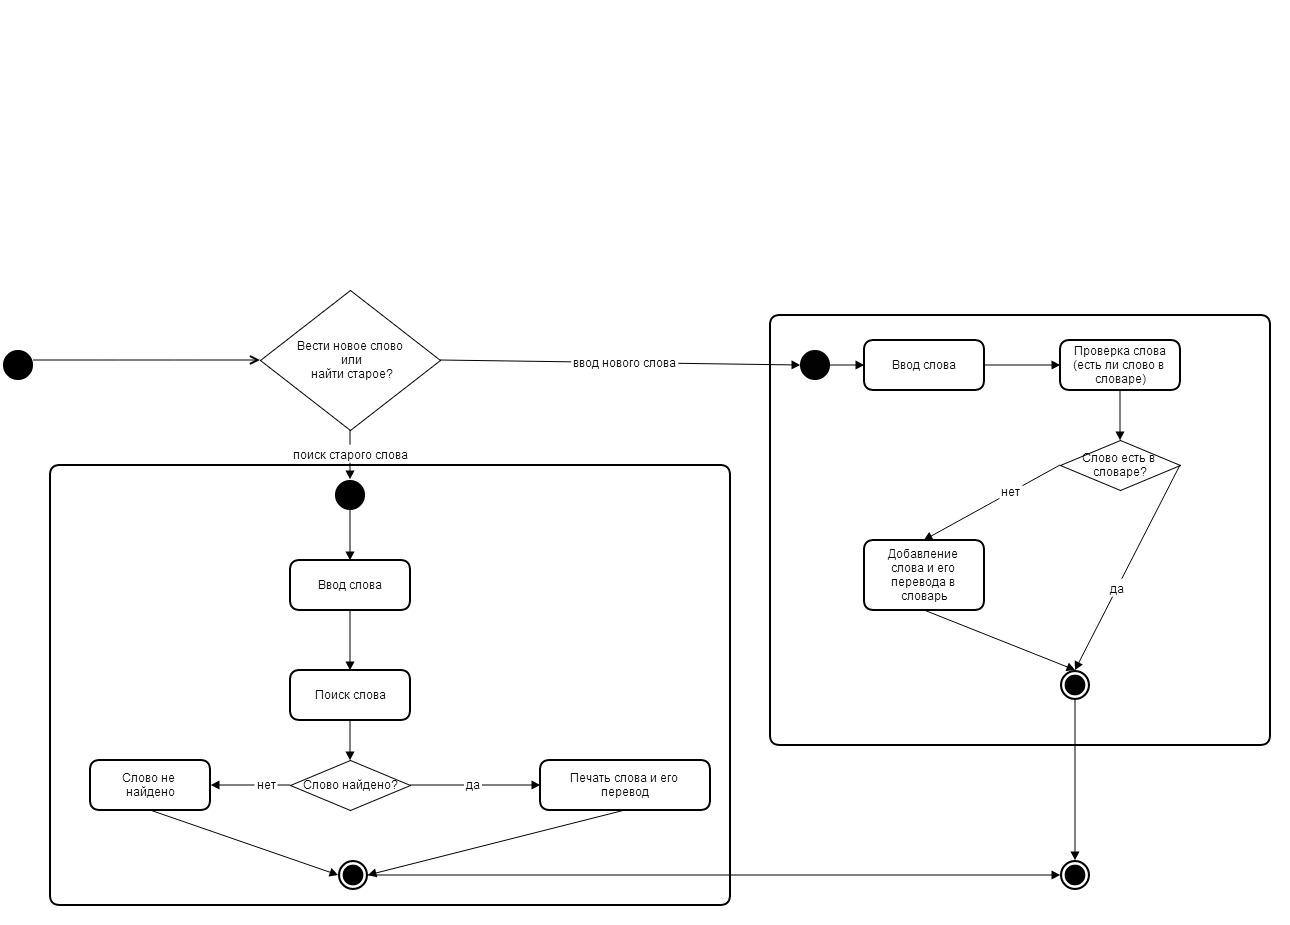 Вести новое слово
или
найти старое?
ввод нового слова
Ввод слова
Проверка слова
(есть ли слово в
словаре)
Слово есть в
словаре?
нет
да
Добавление
слова и его
перевода в
словарь
поиск старого слова
Ввод слова
Поиск слова
Слово не
найдено
нет
Слово найдено?
да
Печать слова и его
перевод